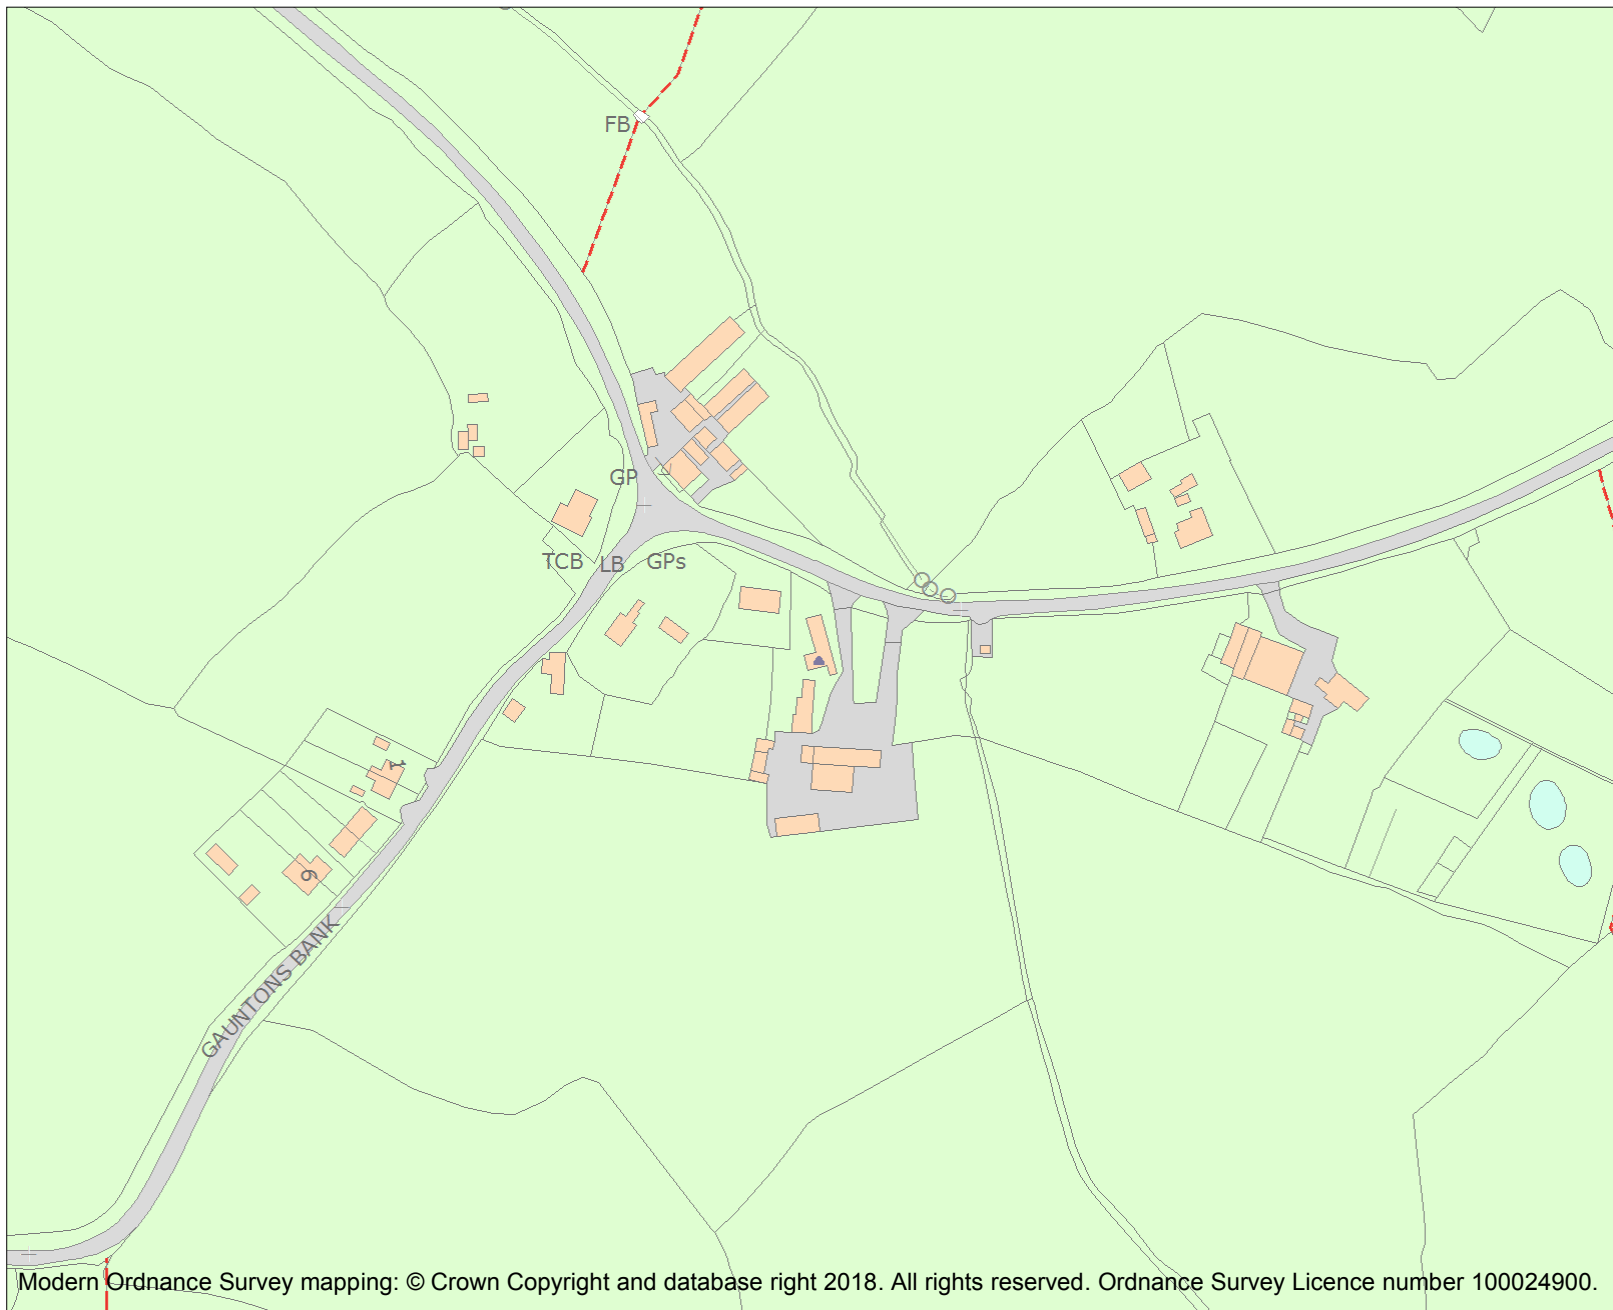 FB
GP
TCB LB GPs
1
6
GAUNTONS BANK
Modern Ordnance Survey mapping: © Crown Copyright and database right 2018. All rights reserved. Ordnance Survey Licence number 100024900.